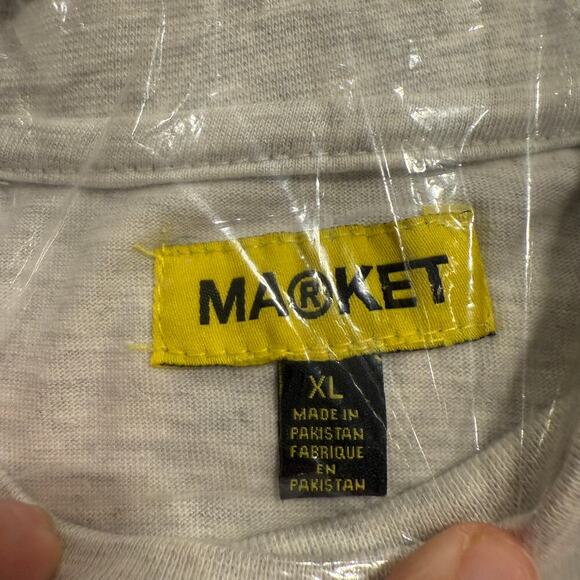 MA®KET
XL
MADE IN
PAKISTAN
FABRIQUE
EN
PAKISTAN